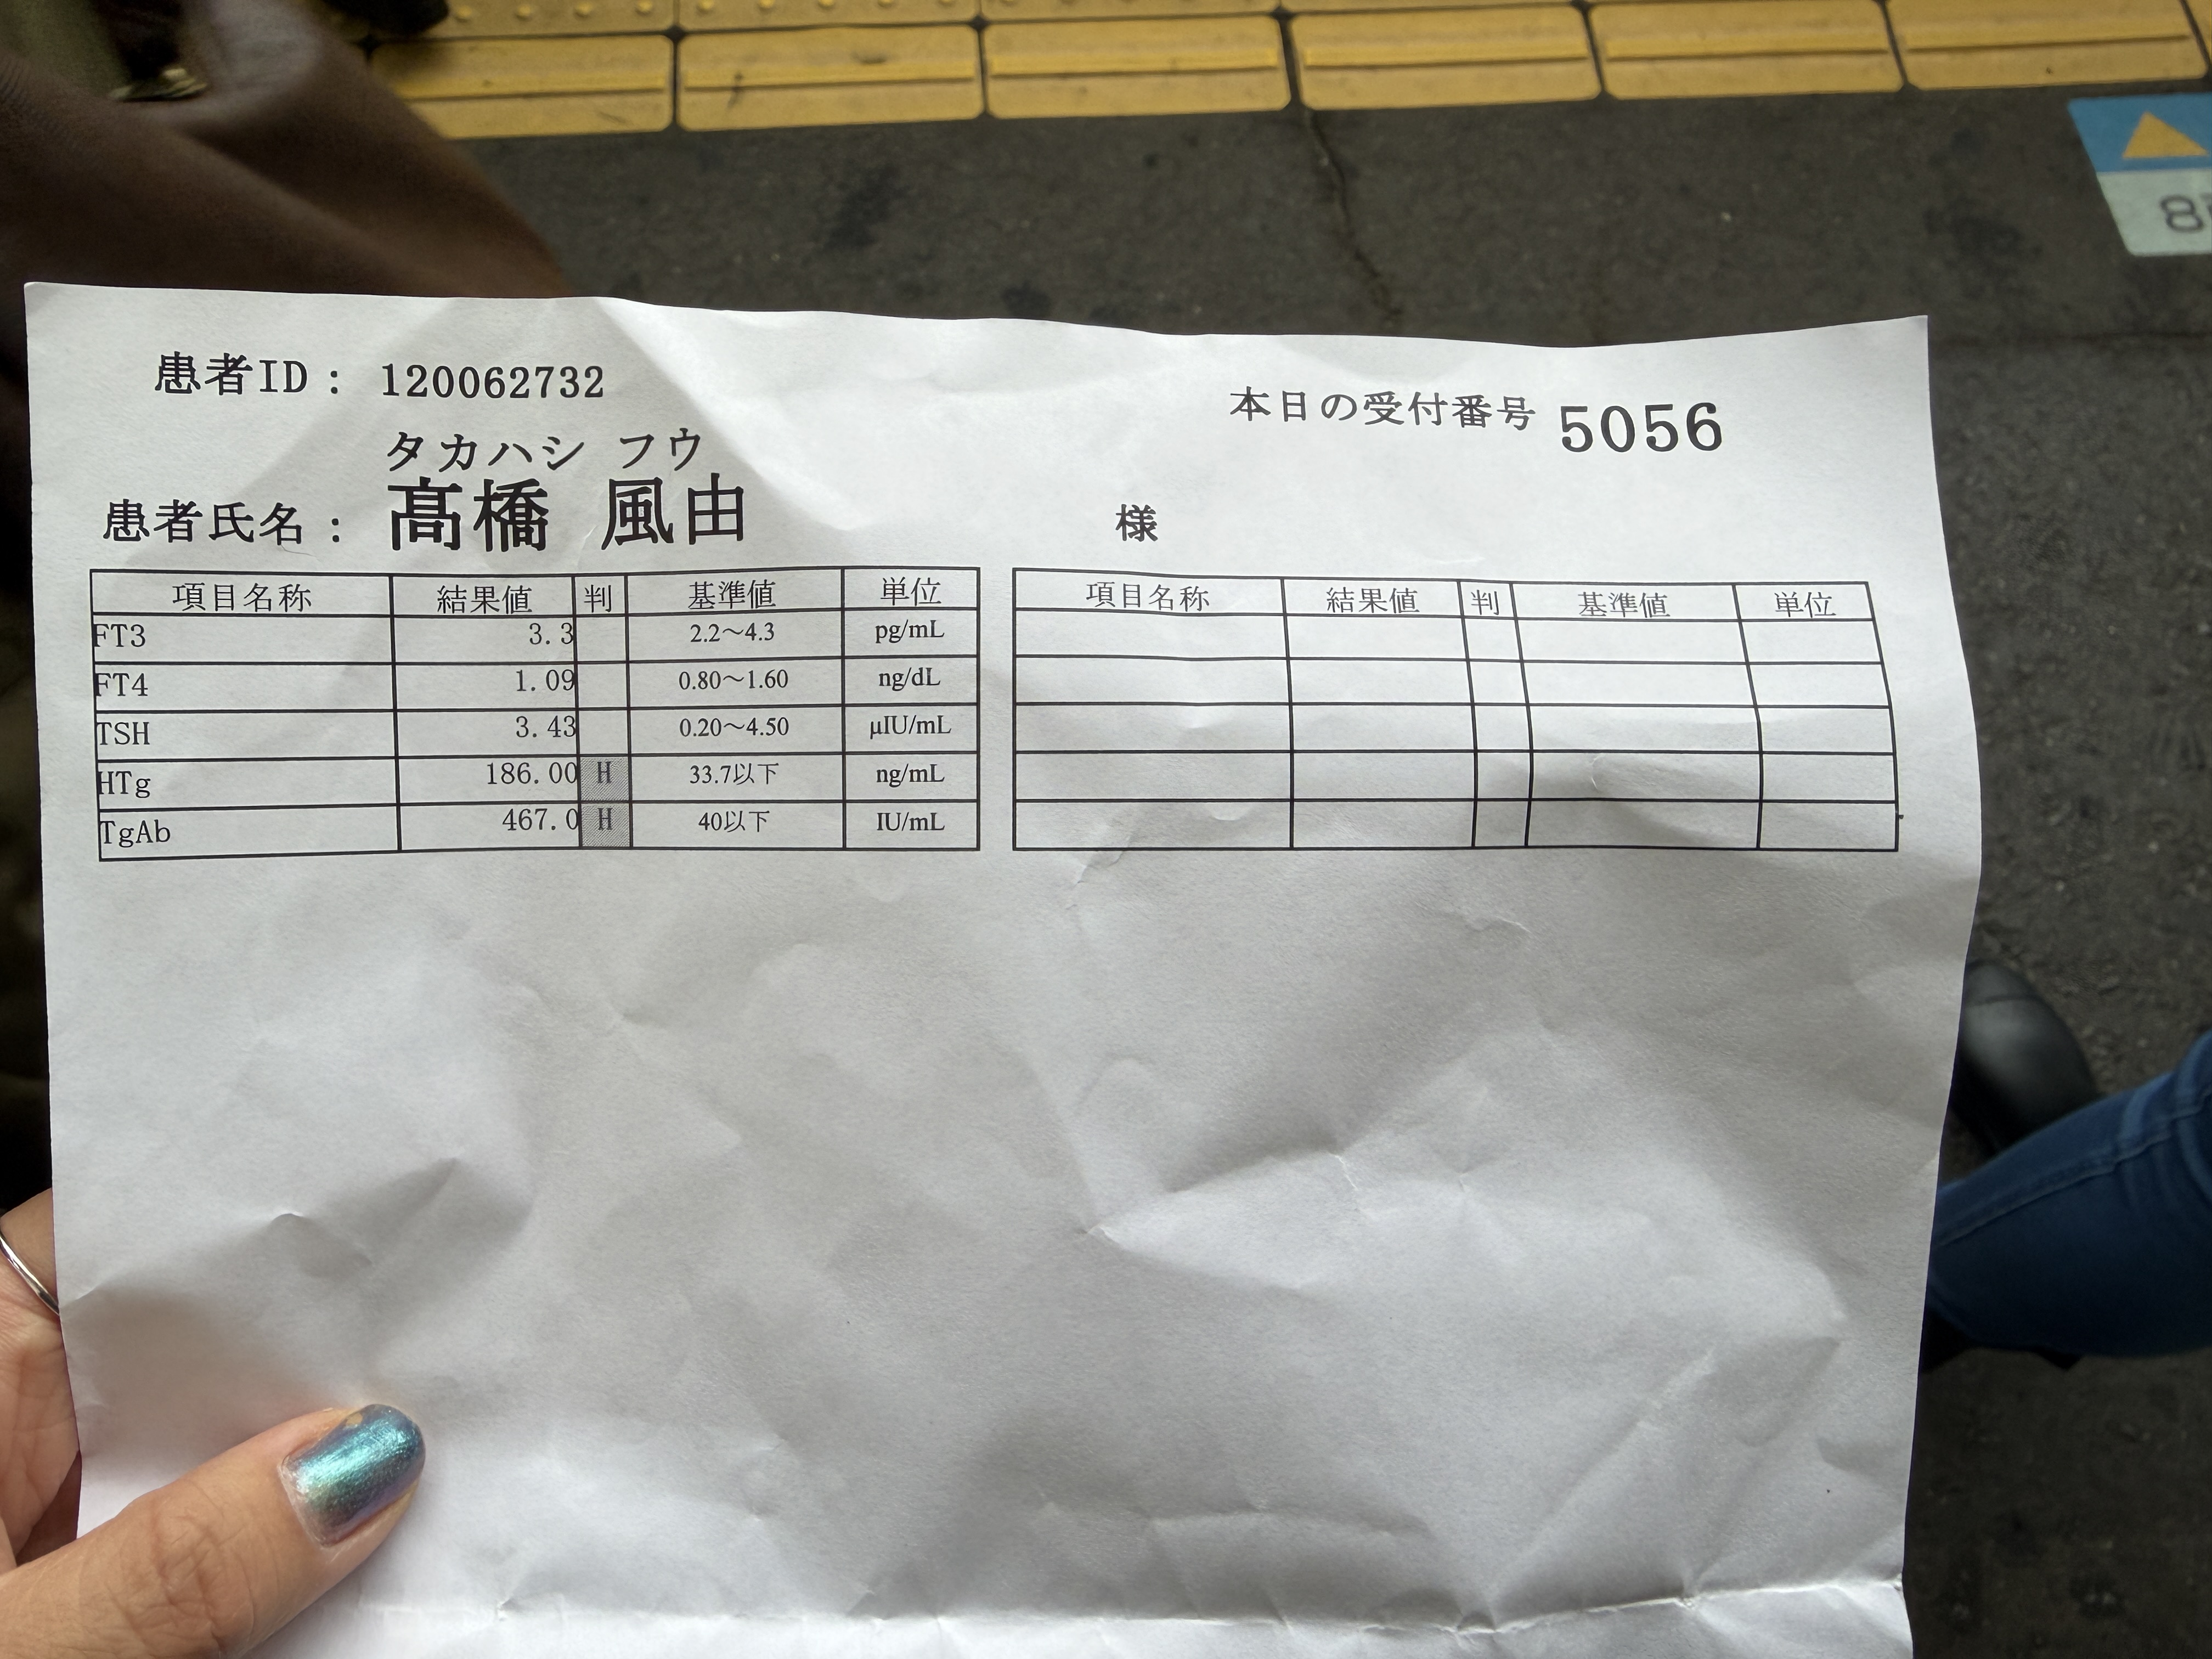 患者ID： 120062732
本日の受付番号 5056
タカハシ フウ
患者氏名： 髙橋 風由 様
項目名称 結果値 判 基準値 単位
FT3 3.3 2.2～4.3 pg/mL
FT4 1.09 0.80～1.60 ng/dL
TSH 3.43 0.20～4.50 μIU/mL
HTg 186.00 H 33.7以下 ng/mL
TgAb 467.0 H 40以下 IU/mL
項目名称 結果値 判 基準値 単位
8